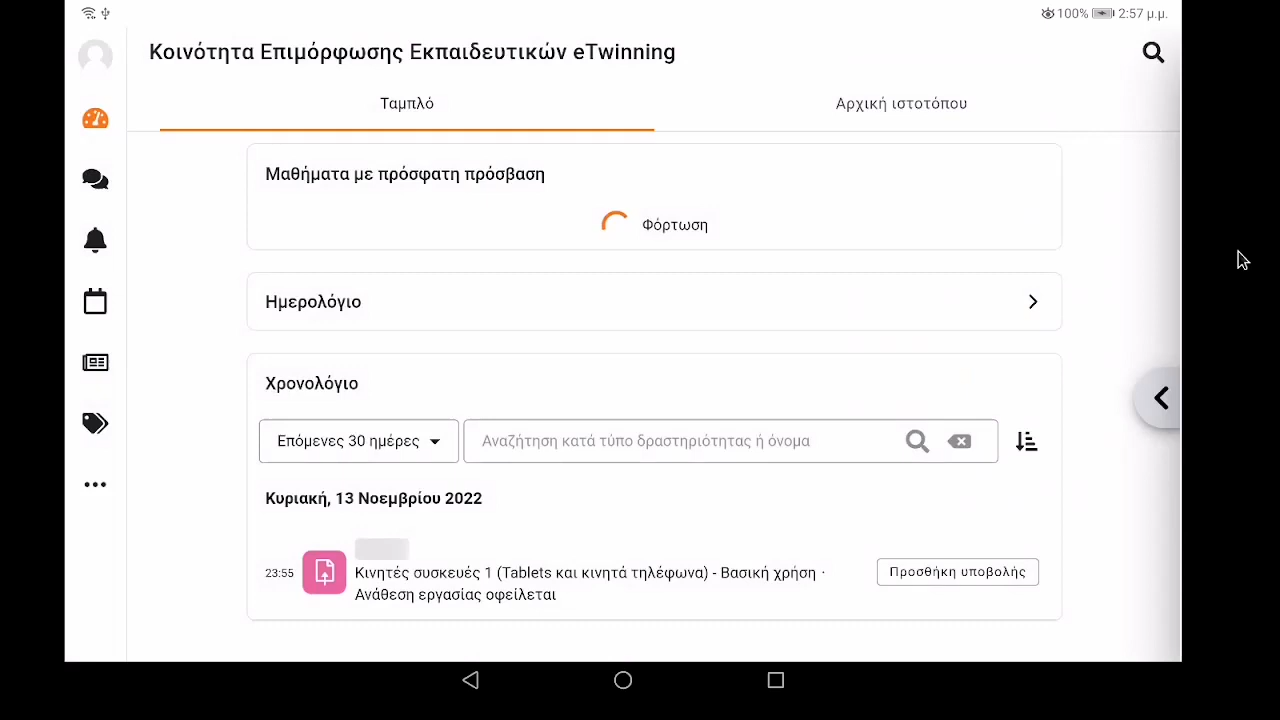 100% 2:57 μ.μ.
Κοινότητα Επιμόρφωσης Εκπαιδευτικών eTwinning
Ταμπλό
Αρχική ιστοτόπου
Μαθήματα με πρόσφατη πρόσβαση
Φόρτωση
Ημερολόγιο
Χρονολόγιο
Επόμενες 30 ημέρες
Αναζήτηση κατά τύπο δραστηριότητας ή όνομα
Κυριακή, 13 Νοεμβρίου 2022
23:55
Κινητές συσκευές 1 (Tablets και κινητά τηλέφωνα) - Βασική χρήση ·
Ανάθεση εργασίας οφείλεται
Προσθήκη υποβολής